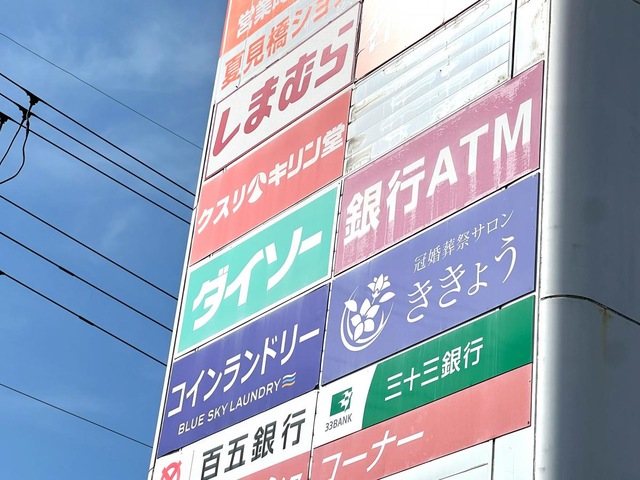 夏見橋ショ
しまむら
クスリ
キリン堂
ダイソー
コインランドリー
BLUE SKY LAUNDRY
百五銀行
銀行ATM
冠婚葬祭サロン
ききょう
33BANK
三十三銀行
コーナー